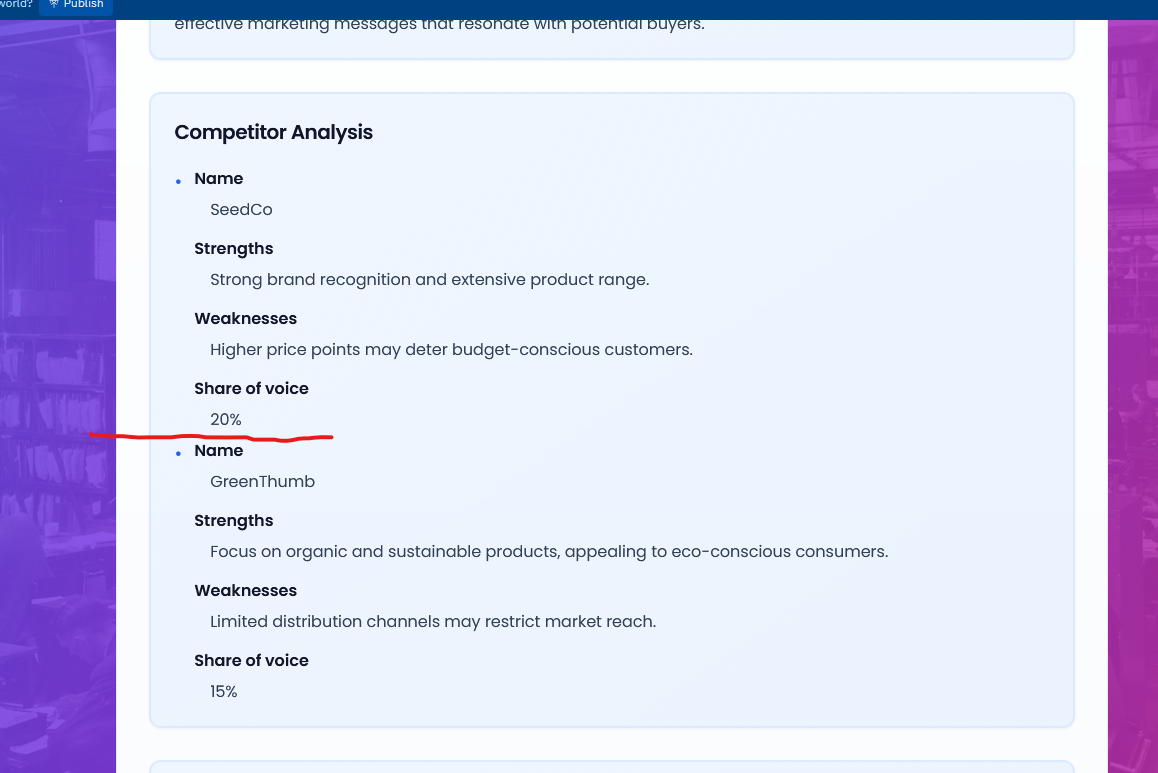 world? Publish
effective marketing messages that resonate with potential buyers.
Competitor Analysis
Name
SeedCo
Strengths
Strong brand recognition and extensive product range.
Weaknesses
Higher price points may deter budget-conscious customers.
Share of voice
20%
Name
GreenThumb
Strengths
Focus on organic and sustainable products, appealing to eco-conscious consumers.
Weaknesses
Limited distribution channels may restrict market reach.
Share of voice
15%